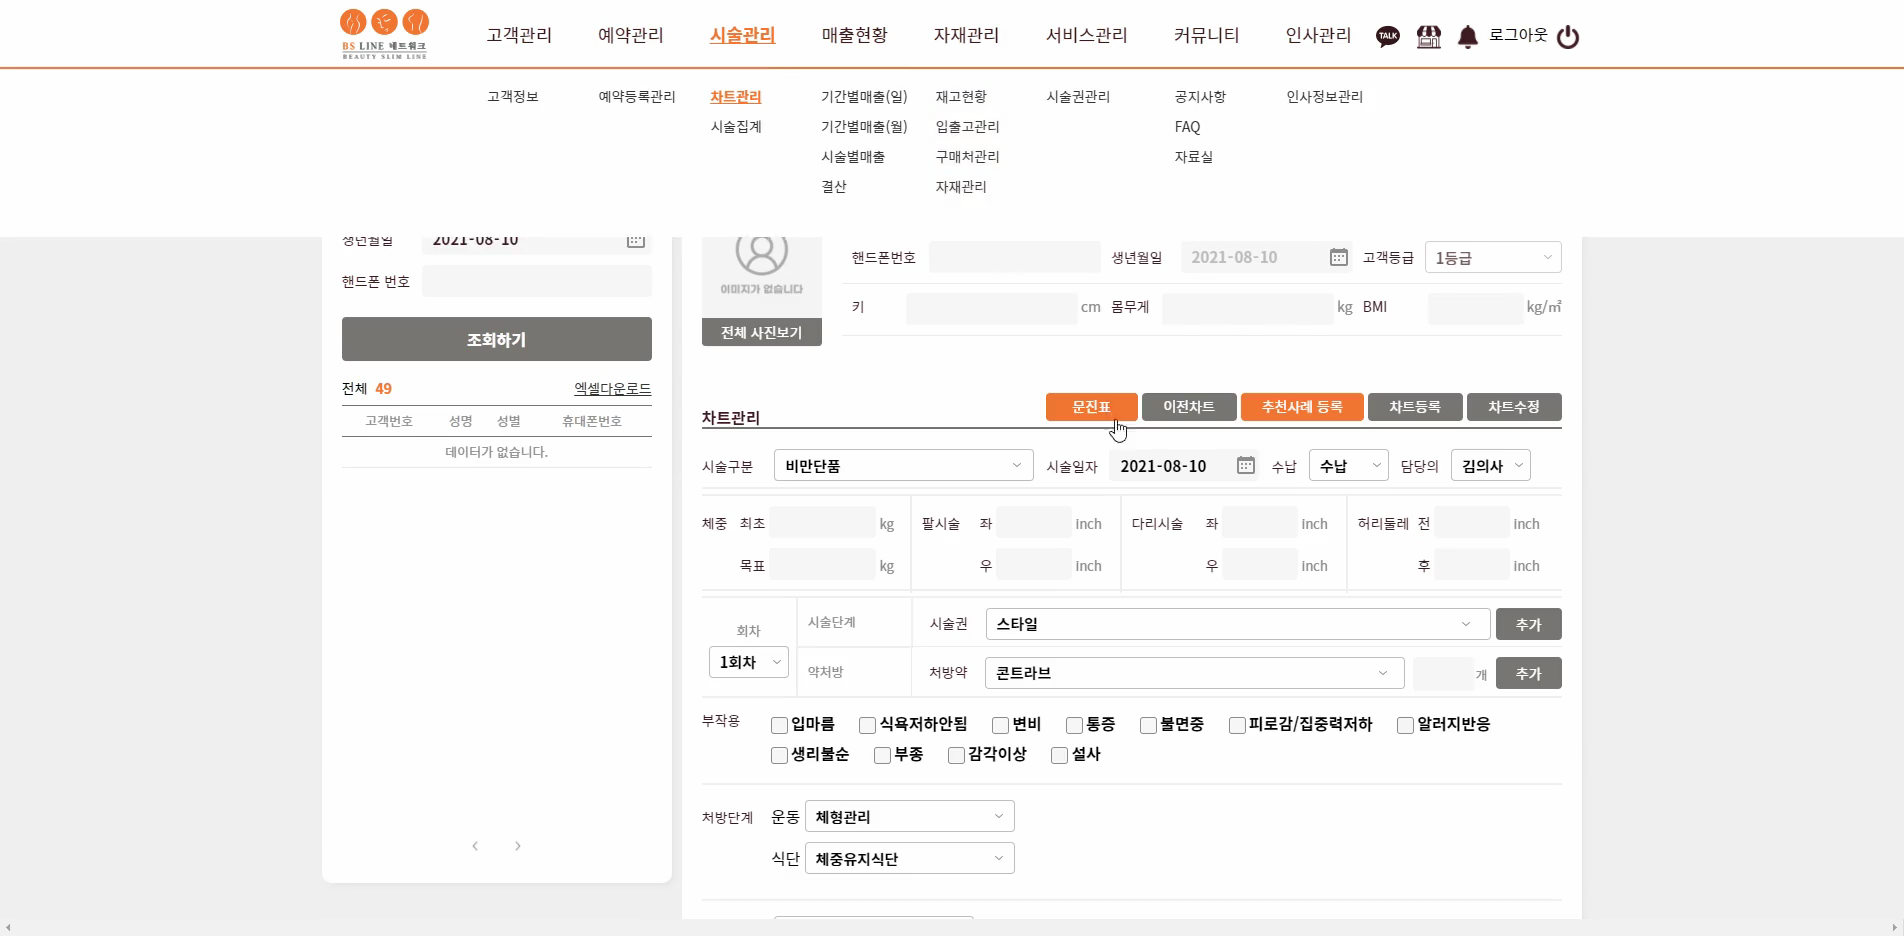 BS LINE 네트워크
BEAUTY SLIM LINE
고객관리 예약관리 시술관리 매출현황 자재관리 서비스관리 커뮤니티 인사관리 TALK 로그아웃
고객정보 예약등록관리 차트관리 기간별매출(일) 재고현황 시술권관리 공지사항 인사정보관리
시술집계 기간별매출(월) 입출고관리 FAQ
시술별매출 구매처관리 자료실
결산 자재관리
생년월일 2021-08-10
핸드폰 번호
조회하기
전체 49 엑셀다운로드
고객번호 성명 성별 휴대폰번호
데이터가 없습니다.
이미지가 없습니다
전체 사진보기
핸드폰번호 생년월일 2021-08-10 고객등급 1등급
키 cm 몸무게 kg BMI kg/㎡
차트관리 문진표 이전차트 추천사례 등록 차트등록 차트수정
시술구분 비만단품 시술일자 2021-08-10 수납 수납 담당의 김의사
체중 최초 kg 팔시술 좌 inch 다리시술 좌 inch 허리둘레 전 inch
목표 kg 우 inch 우 inch 후 inch
회차 시술단계 시술권 스타일 추가
1회차 약처방 처방약 콘트라브 개 추가
부작용 입마름 식욕저하안됨 변비 통증 불면중 피로감/집중력저하 알러지반응
생리불순 부종 감각이상 설사
처방단계 운동 체형관리
식단 체중유지식단